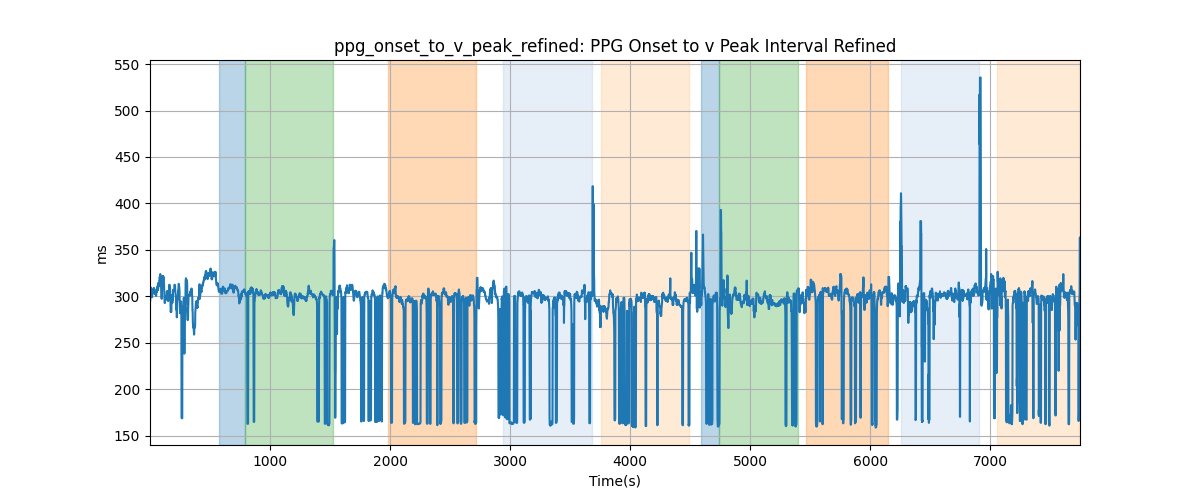 ppg_onset_to_v_peak_refined: PPG Onset to v Peak Interval Refined
550
500
450
400
350
300
250
200
150
ms
1000 2000 3000 4000 5000 6000 7000
Time(s)